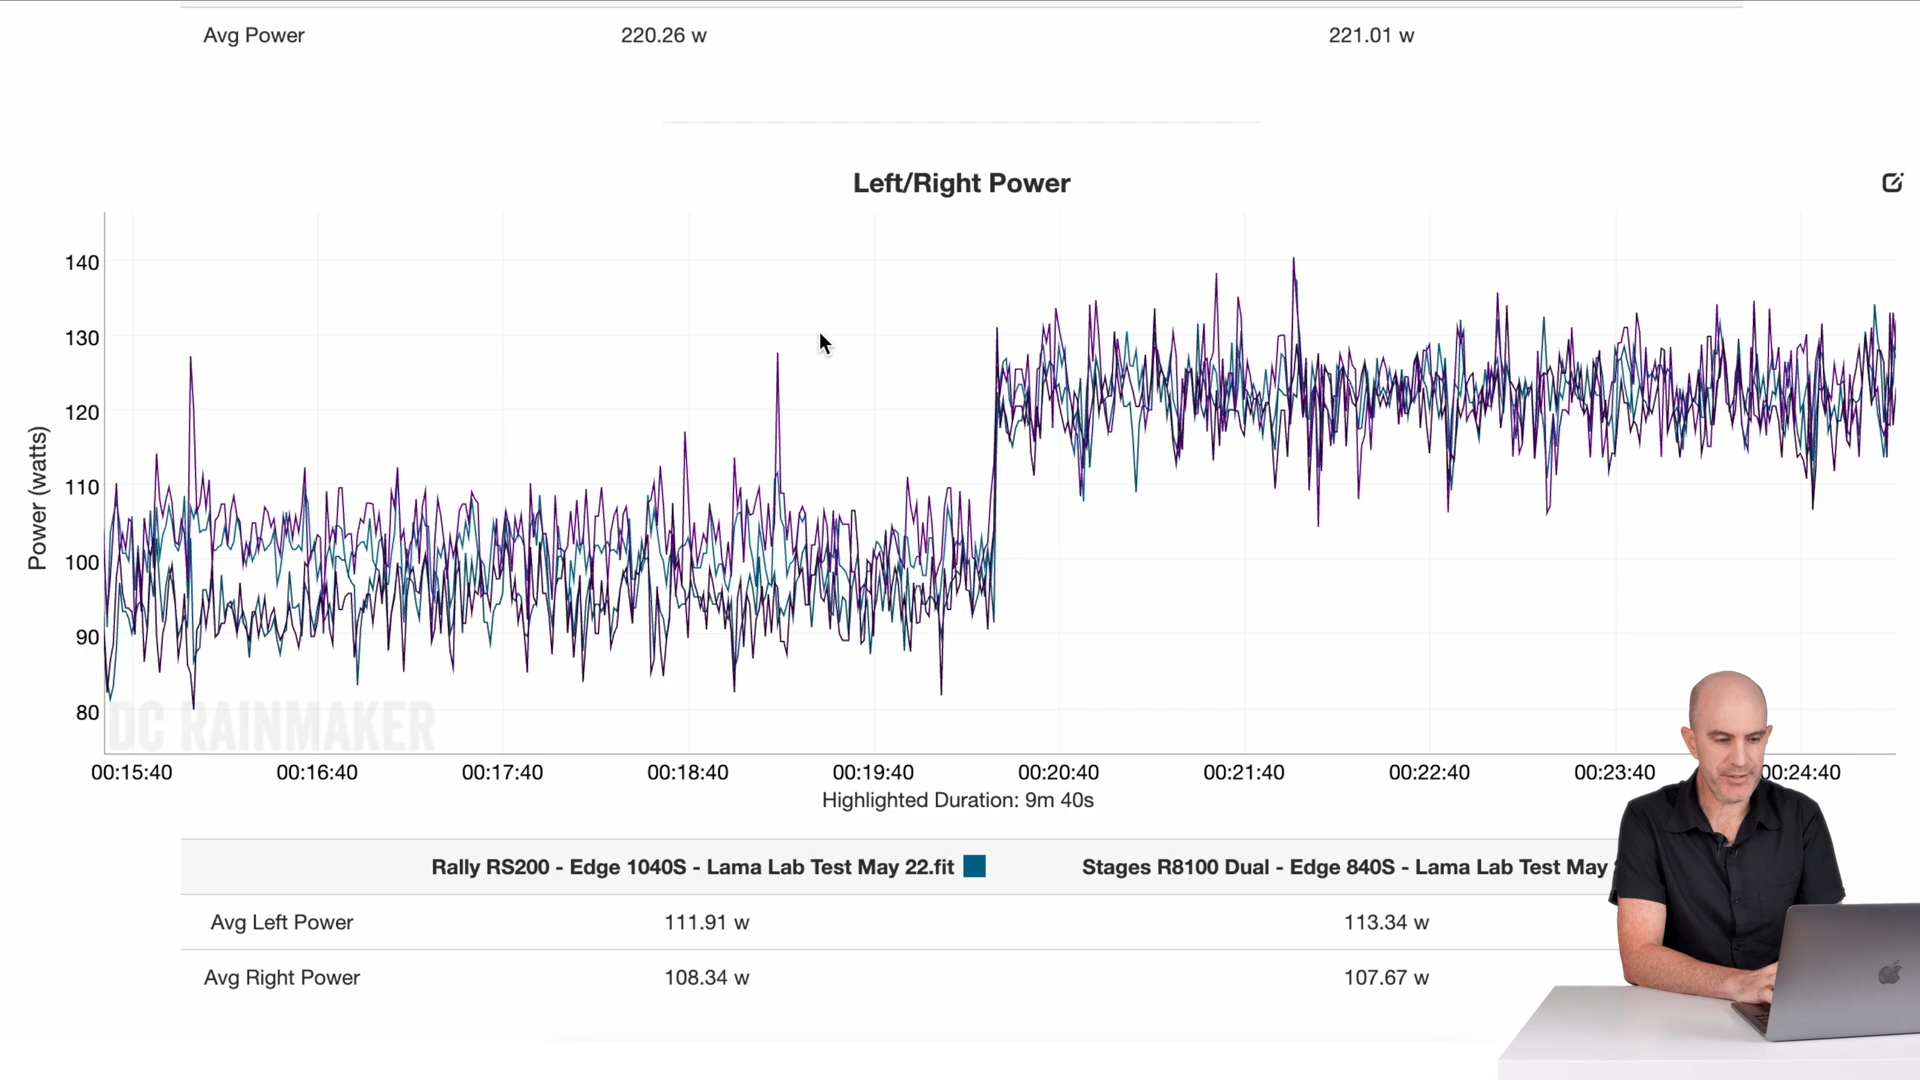 Avg Power 220.26 w 221.01 w
Left/Right Power
140
130
120
110
100
90
80
Power (watts)
DC RAINMAKER
00:15:40 00:16:40 00:17:40 00:18:40 00:19:40 00:20:40 00:21:40 00:22:40 00:23:40 00:24:40
Highlighted Duration: 9m 40s
Rally RS200 - Edge 1040S - Lama Lab Test May 22.fit Stages R8100 Dual - Edge 840S - Lama Lab Test May
Avg Left Power 111.91 w 113.34 w
Avg Right Power 108.34 w 107.67 w